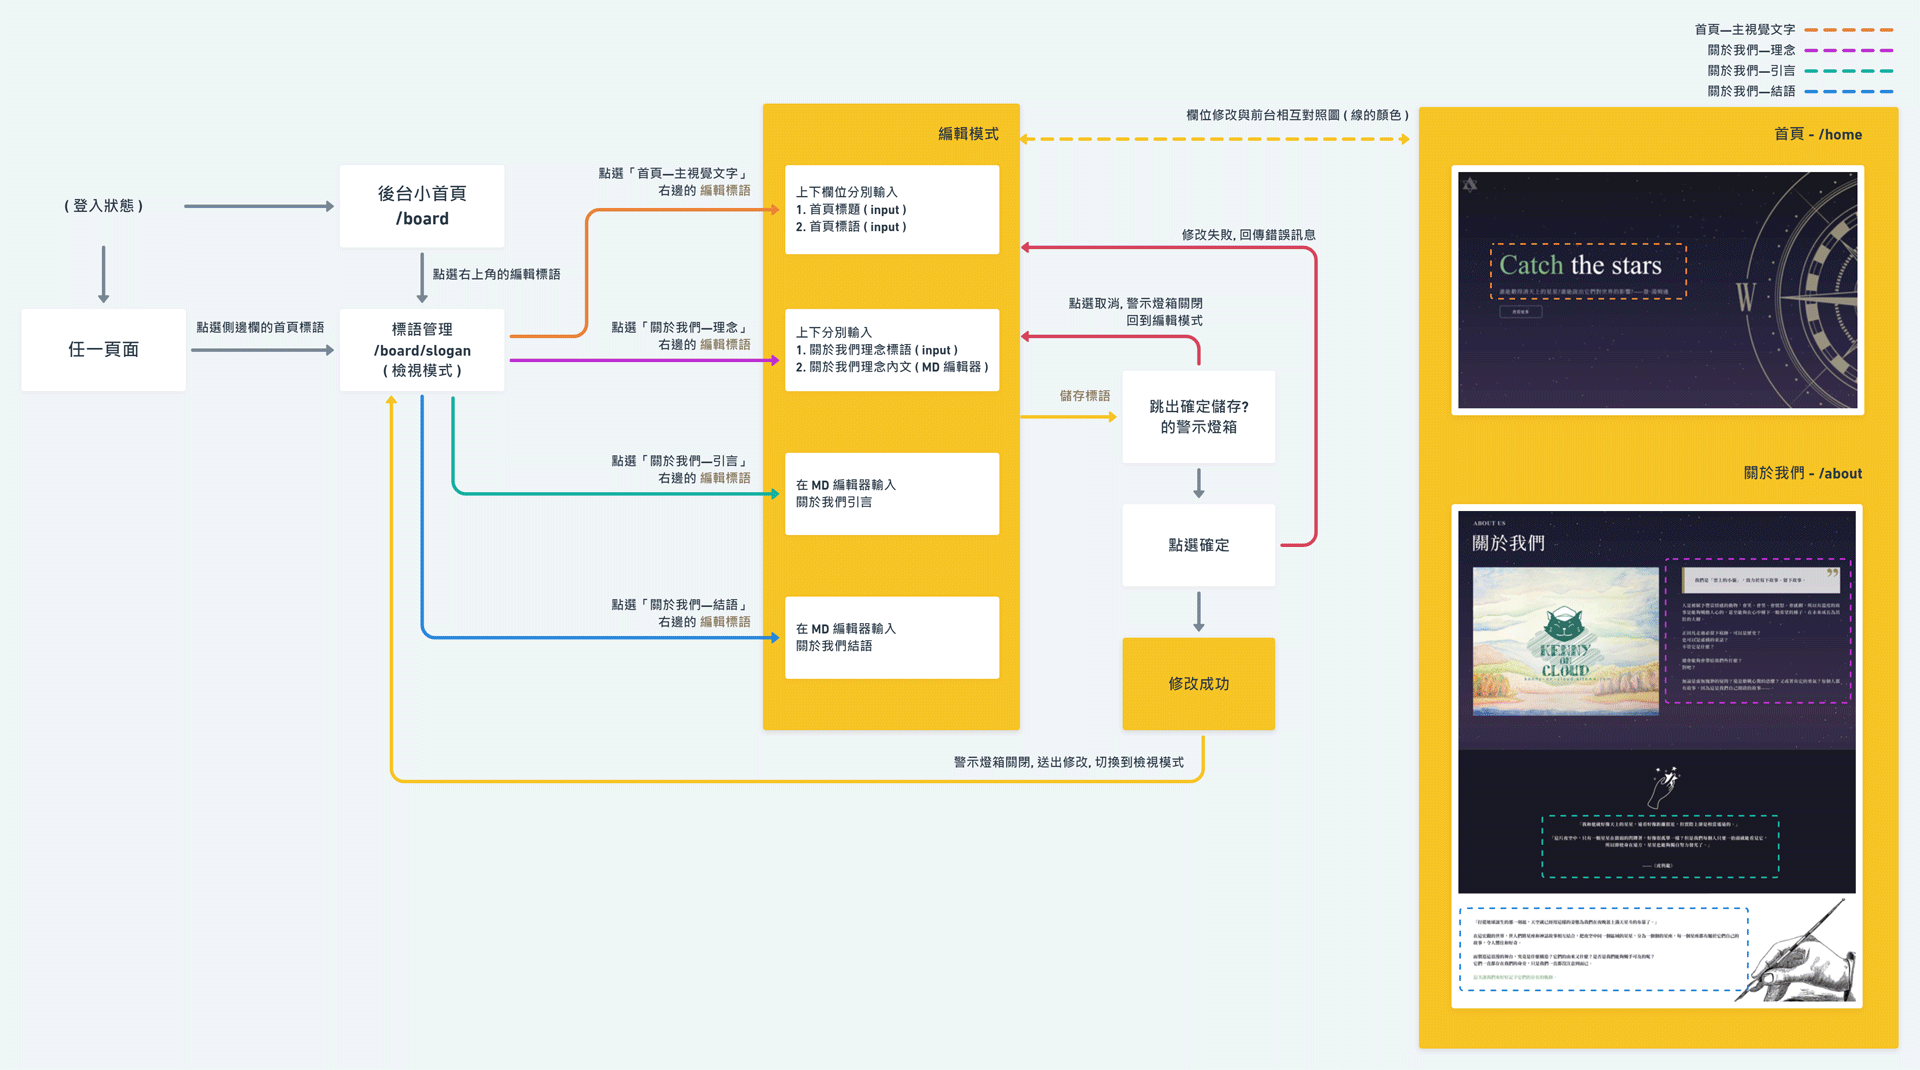 首頁—主視覺文字
關於我們—理念
關於我們—引言
關於我們—結語
( 登入狀態 )
任一頁面
點選側邊欄的首頁標語
後台小首頁
/board
點選右上角的編輯標語
標語管理
/board/slogan
( 檢視模式 )
點選「首頁—主視覺文字」
右邊的 編輯標語
點選「關於我們—理念」
右邊的 編輯標語
點選「關於我們—引言」
右邊的 編輯標語
點選「關於我們—結語」
右邊的 編輯標語
編輯模式
上下欄位分別輸入
1. 首頁標題 ( input )
2. 首頁標語 ( input )
上下分別輸入
1. 關於我們理念標語 ( input )
2. 關於我們理念內文 ( MD 編輯器 )
在 MD 編輯器輸入
關於我們引言
在 MD 編輯器輸入
關於我們結語
欄位修改與前台相互對照圖 ( 線的顏色 )
修改失敗, 回傳錯誤訊息
點選取消, 警示燈箱關閉
回到編輯模式
儲存標語
跳出確定儲存?
的警示燈箱
點選確定
修改成功
警示燈箱關閉, 送出修改, 切換到檢視模式
首頁 - /home
Catch the stars
W
關於我們 - /about
ABOUT US
關於我們
KENNY
ON
CLOUD